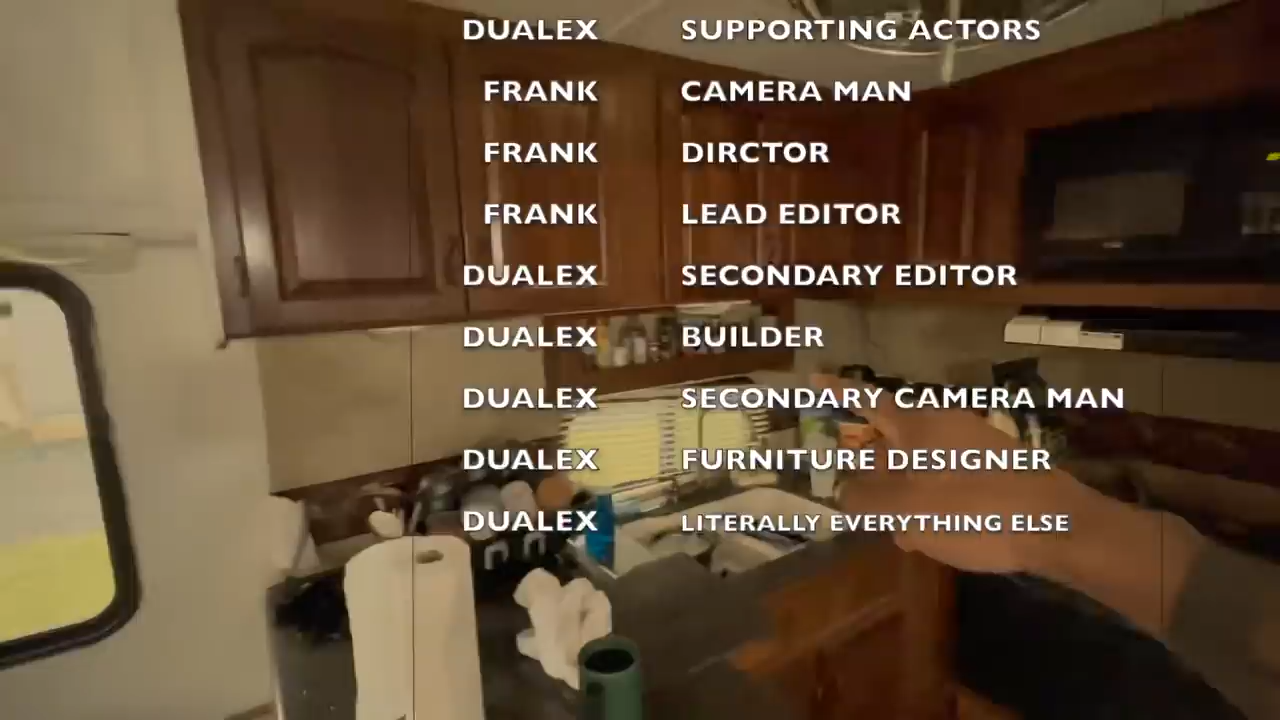 DUALEX SUPPORTING ACTORS
FRANK CAMERA MAN
FRANK DIRCTOR
FRANK LEAD EDITOR
DUALEX SECONDARY EDITOR
DUALEX BUILDER
DUALEX SECONDARY CAMERA MAN
DUALEX FURNITURE DESIGNER
DUALEX LITERALLY EVERYTHING ELSE